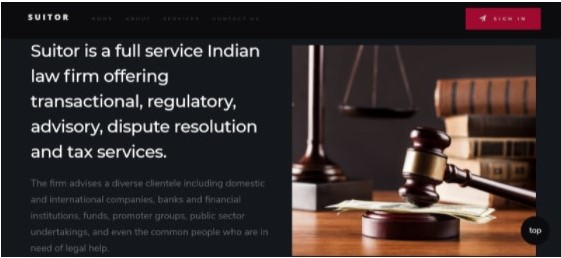 SUITOR
HOME ABOUT SERVICES CONTACT US
SIGN IN
Suitor is a full service Indian
law firm offering
transactional, regulatory,
advisory, dispute resolution
and tax services.
The firm advises a diverse clientele including domestic
and international companies, banks and financial
institutions, funds, promoter groups, public sector
undertakings, and even the common people who are in
need of legal help.
top